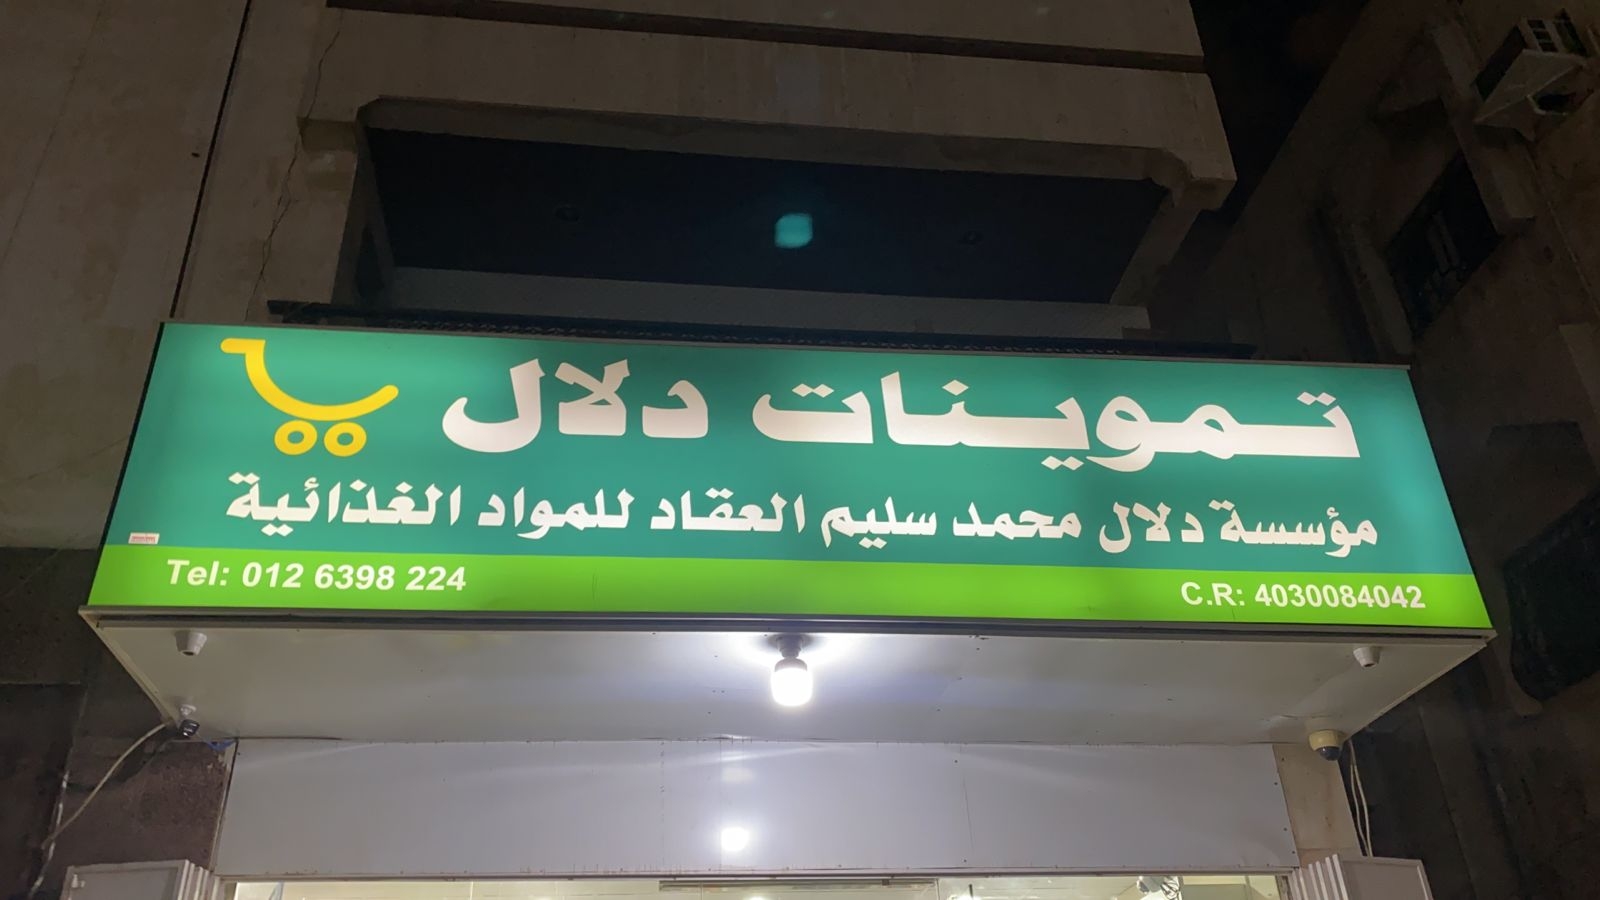 تموينات دلال
مؤسسة دلال محمد سليم العقاد للمواد الغذائية
Tel: 012 6398 224
C.R: 4030084042